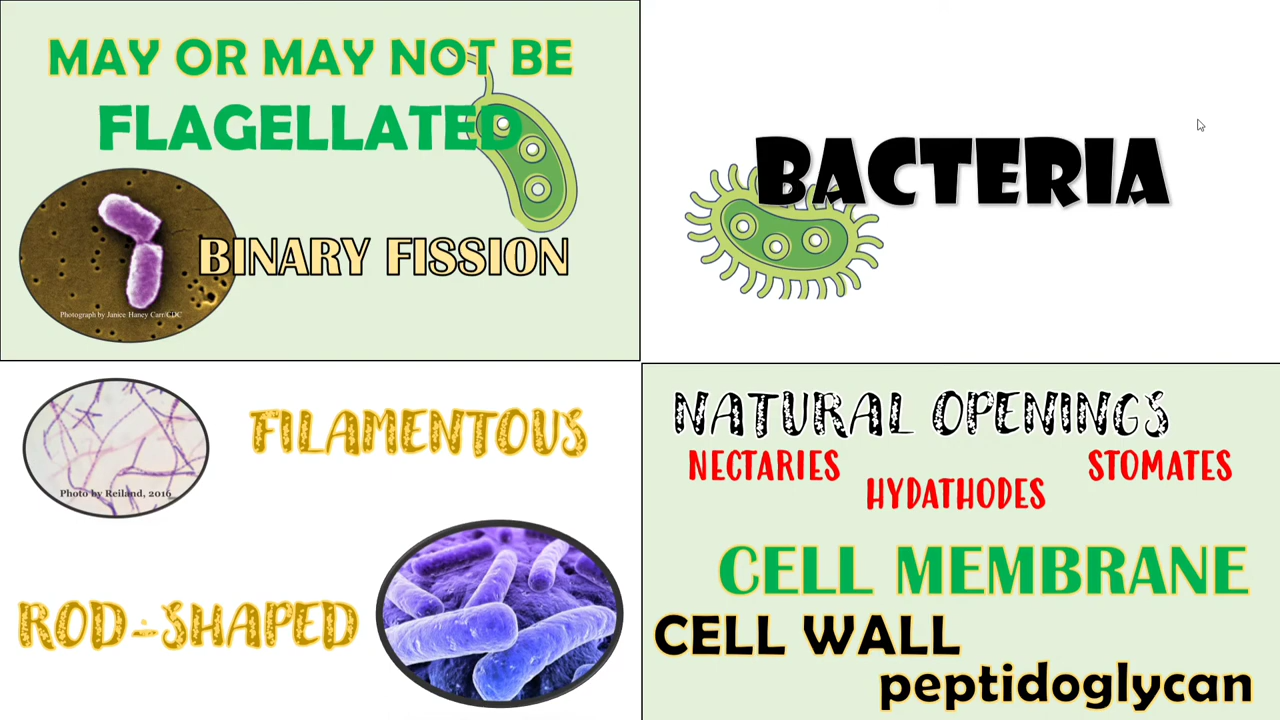 MAY OR MAY NOT BE
FLAGELLATED
BINARY FISSION
Photograph by Janice Haney Carr/CDC
BACTERIA
FILAMENTOUS
Photo by Reiland, 2016
ROD-SHAPED
NATURAL OPENINGS
NECTARIES
STOMATES
HYDATHODES
CELL MEMBRANE
CELL WALL
peptidoglycan